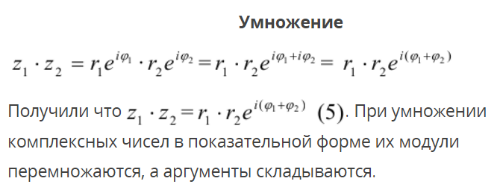 Умножение
z₁ · z₂ = r₁e^{iφ₁} · r₂e^{iφ₂} = r₁ · r₂e^{iφ₁+iφ₂} = r₁ · r₂e^{i(φ₁+φ₂)}
Получили что z₁ · z₂ = r₁ · r₂e^{i(φ₁+φ₂)} (5). При умножении
комплексных чисел в показательной форме их модули
перемножаются, а аргументы складываются.